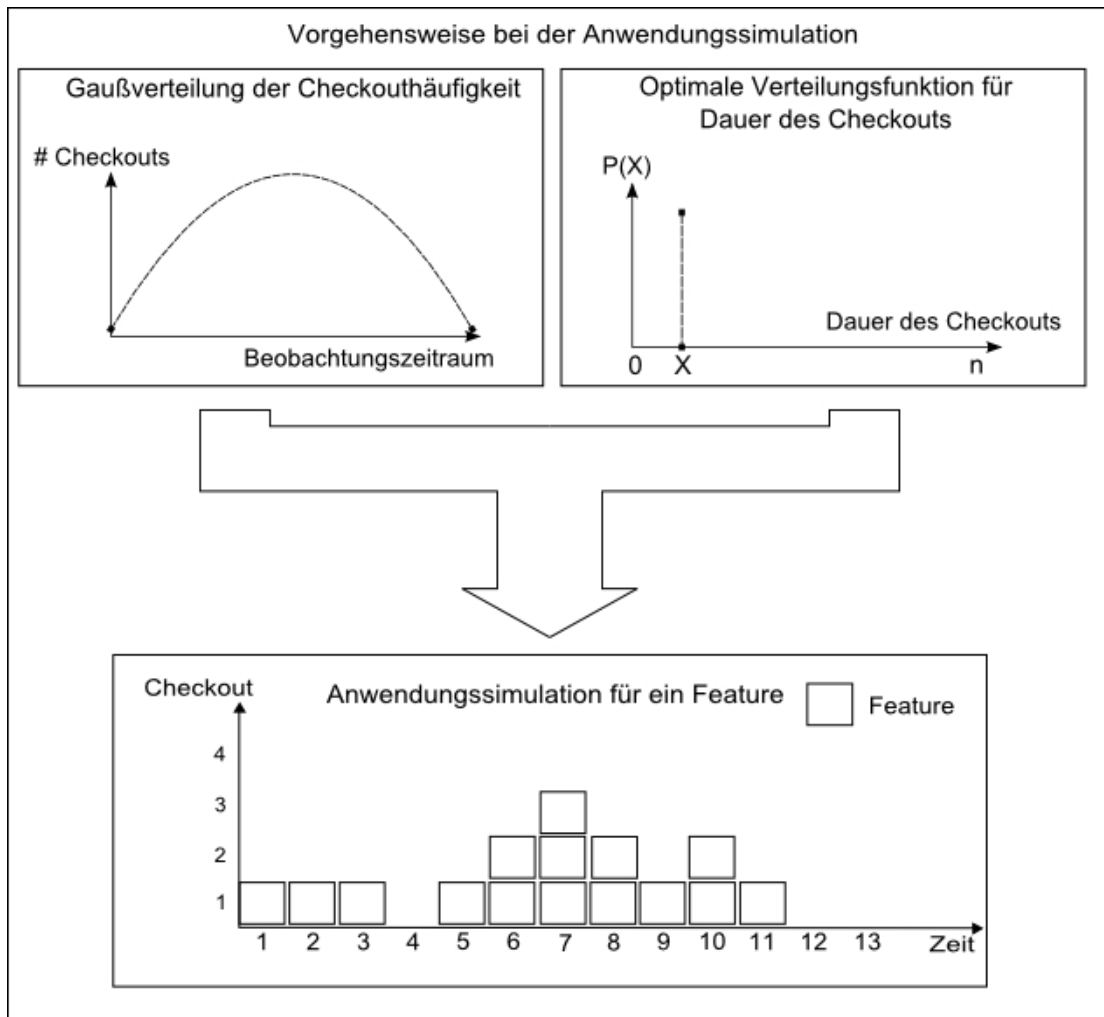 Vorgehensweise bei der Anwendungssimulation
Gaußverteilung der Checkouthäufigkeit
# Checkouts
Beobachtungszeitraum
Optimale Verteilungsfunktion für
Dauer des Checkouts
P(X)
Dauer des Checkouts
0 X n
Checkout
Anwendungssimulation für ein Feature
Feature
4
3
2
1
1 2 3 4 5 6 7 8 9 10 11 12 13 Zeit